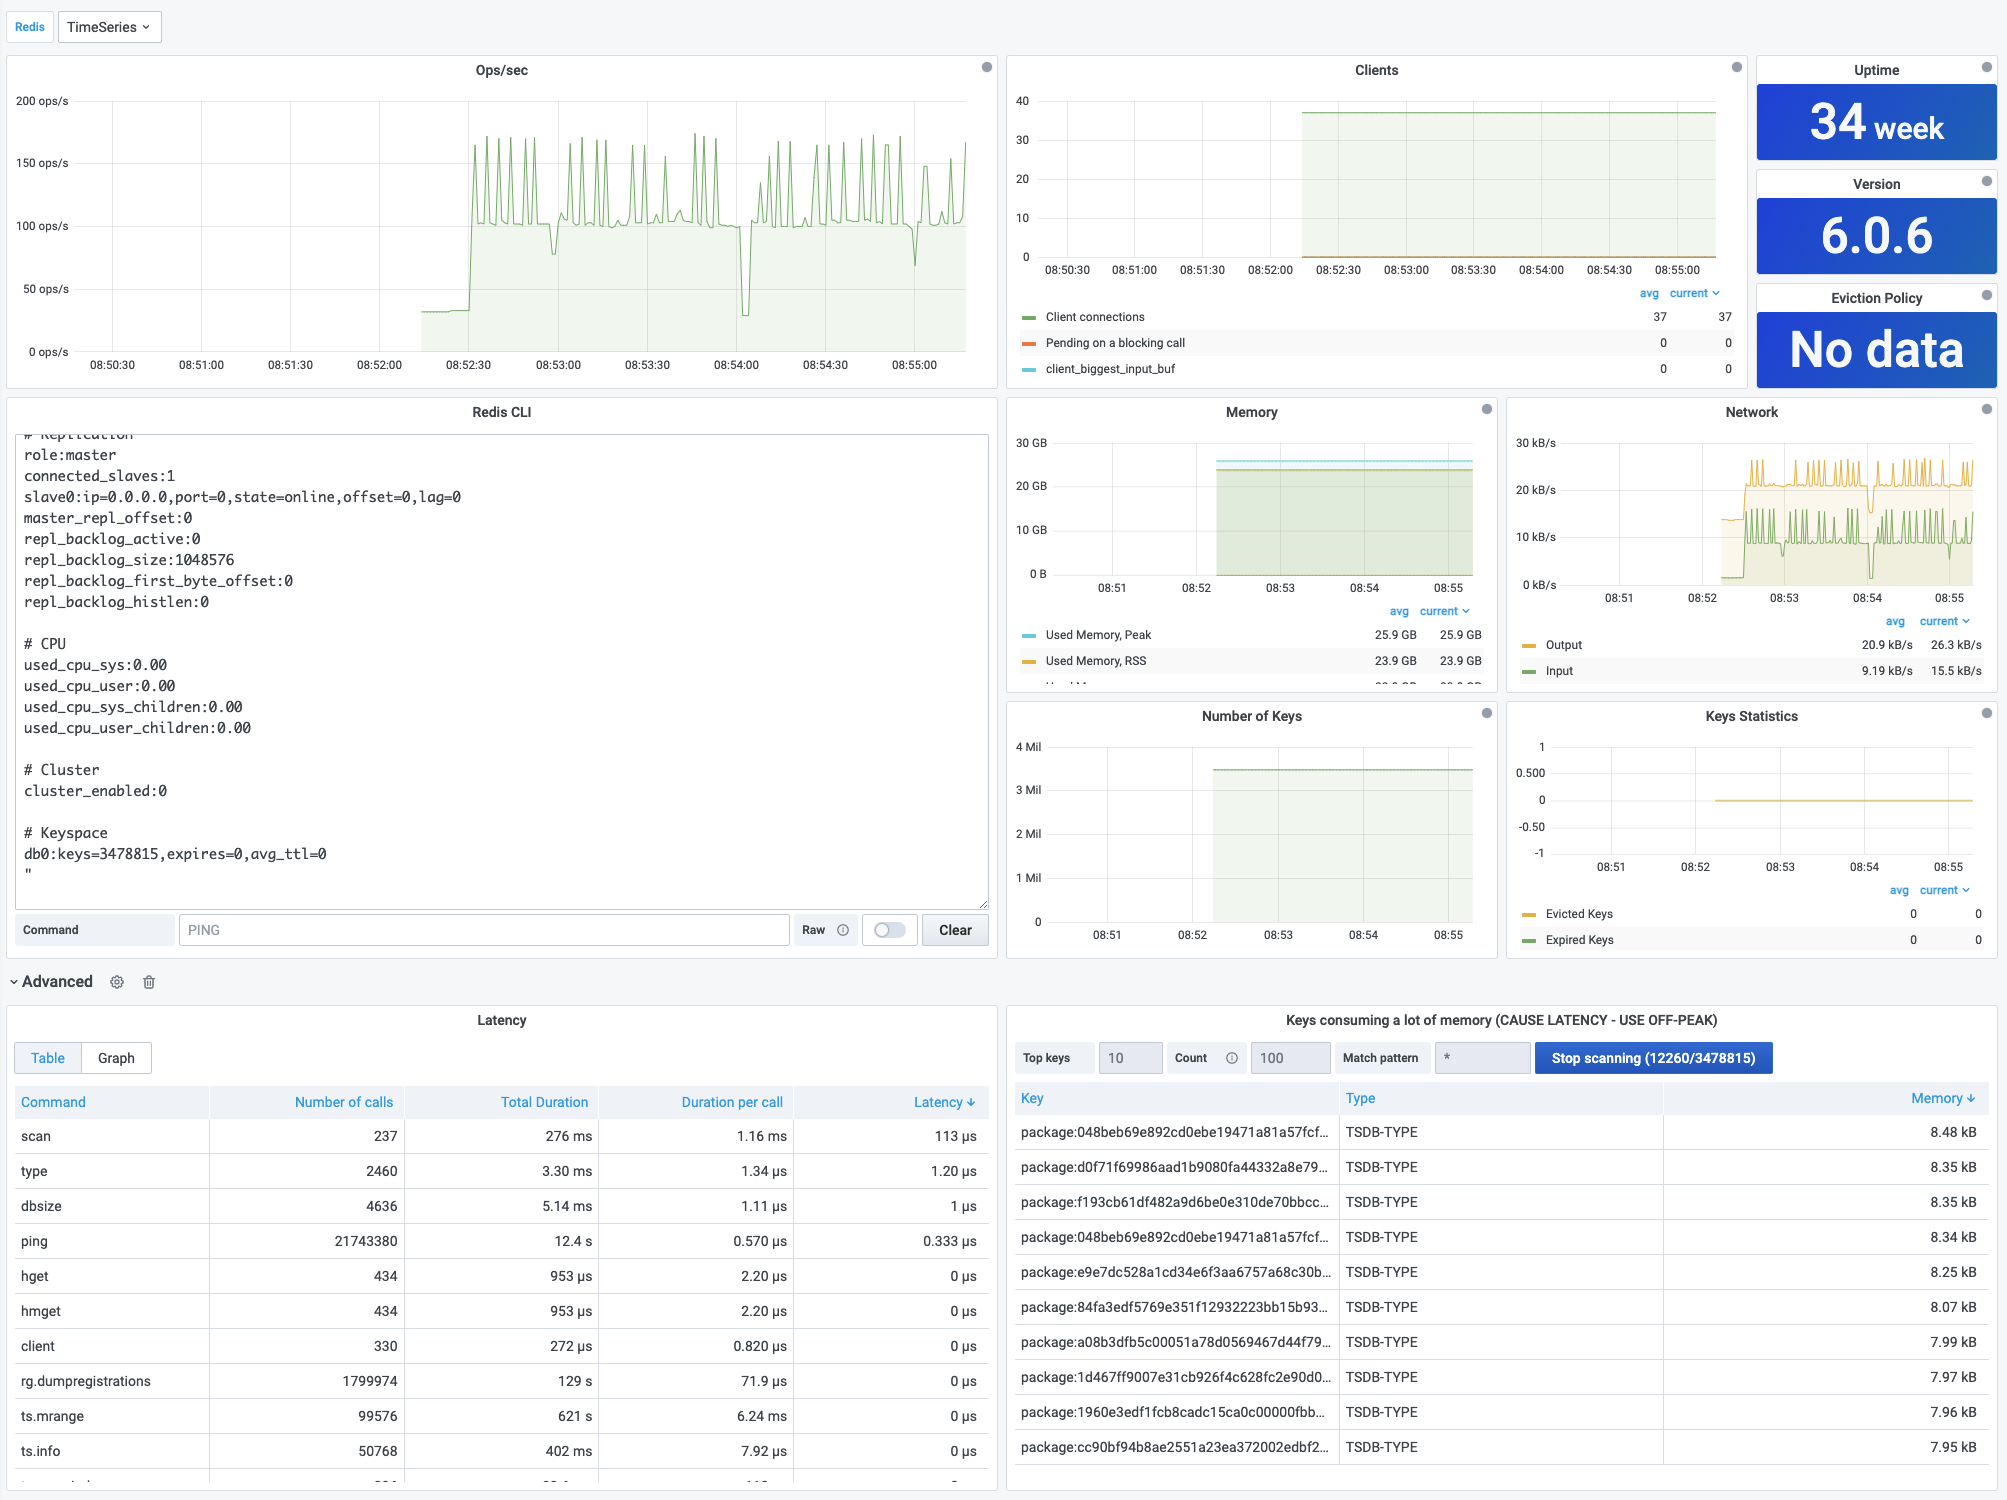 Redis
TimeSeries
Ops/sec
200 ops/s
150 ops/s
100 ops/s
50 ops/s
0 ops/s
08:50:30 08:51:00 08:51:30 08:52:00 08:52:30 08:53:00 08:53:30 08:54:00 08:54:30 08:55:00
Clients
40
30
20
10
0
08:50:30 08:51:00 08:51:30 08:52:00 08:52:30 08:53:00 08:53:30 08:54:00 08:54:30 08:55:00
avg current
Client connections 37 37
Pending on a blocking call 0 0
client_biggest_input_buf 0 0
Uptime
34 week
Version
6.0.6
Eviction Policy
No data
Redis CLI
# Replication
role:master
connected_slaves:1
slave0:ip=0.0.0.0,port=0,state=online,offset=0,lag=0
master_repl_offset:0
repl_backlog_active:0
repl_backlog_size:1048576
repl_backlog_first_byte_offset:0
repl_backlog_histlen:0
# CPU
used_cpu_sys:0.00
used_cpu_user:0.00
used_cpu_sys_children:0.00
used_cpu_user_children:0.00
# Cluster
cluster_enabled:0
# Keyspace
db0:keys=3478815,expires=0,avg_ttl=0
"
Command PING Raw Clear
Memory
30 GB
20 GB
10 GB
0 B
08:51 08:52 08:53 08:54 08:55
avg current
Used Memory, Peak 25.9 GB 25.9 GB
Used Memory, RSS 23.9 GB 23.9 GB
Network
30 kB/s
20 kB/s
10 kB/s
0 kB/s
08:51 08:52 08:53 08:54 08:55
avg current
Output 20.9 kB/s 26.3 kB/s
Input 9.19 kB/s 15.5 kB/s
Number of Keys
4 Mil
3 Mil
2 Mil
1 Mil
0
08:51 08:52 08:53 08:54 08:55
Keys Statistics
1
0.500
0
-0.50
-1
08:51 08:52 08:53 08:54 08:55
avg current
Evicted Keys 0 0
Expired Keys 0 0
Advanced
Latency
Table Graph
Command Number of calls Total Duration Duration per call Latency
scan 237 276 ms 1.16 ms 113 µs
type 2460 3.30 ms 1.34 µs 1.20 µs
dbsize 4636 5.14 ms 1.11 µs 1 µs
ping 21743380 12.4 s 0.570 µs 0.333 µs
hget 434 953 µs 2.20 µs 0 µs
hmget 434 953 µs 2.20 µs 0 µs
client 330 272 µs 0.820 µs 0 µs
rg.dumpregistrations 1799974 129 s 71.9 µs 0 µs
ts.mrange 99576 621 s 6.24 ms 0 µs
ts.info 50768 402 ms 7.92 µs 0 µs
Keys consuming a lot of memory (CAUSE LATENCY - USE OFF-PEAK)
Top keys 10 Count 100 Match pattern * Stop scanning (12260/3478815)
Key Type Memory
package:048beb69e892cd0ebe19471a81a57fcf... TSDB-TYPE 8.48 kB
package:d0f71f69986aad1b9080fa44332a8e79... TSDB-TYPE 8.35 kB
package:f193cb61df482a9d6be0e310de70bbcc... TSDB-TYPE 8.35 kB
package:048beb69e892cd0ebe19471a81a57fcf... TSDB-TYPE 8.34 kB
package:e9e7dc528a1cd34e6f3aa6757a68c30b... TSDB-TYPE 8.25 kB
package:84fa3edf5769e351f12932223bb15b93... TSDB-TYPE 8.07 kB
package:a08b3dfb5c00051a78d0569467d44f79... TSDB-TYPE 7.99 kB
package:1d467ff9007e31cb926f4c628fc2e90d0... TSDB-TYPE 7.97 kB
package:1960e3edf1fcb8cadc15ca0c00000fbb... TSDB-TYPE 7.96 kB
package:cc90bf94b8ae2551a23ea372002edbf2... TSDB-TYPE 7.95 kB